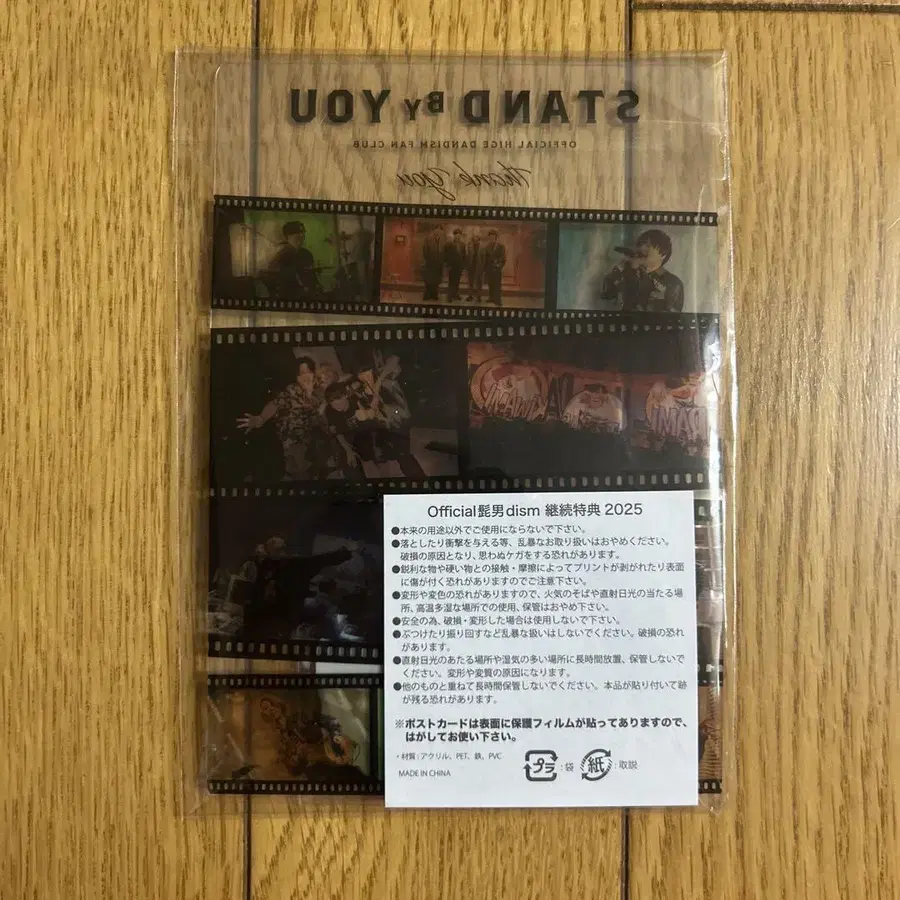 STAND BY YOU
OFFICIAL HIGE DANDISM FAN CLUB
Thank You
Official髭男dism 継続特典 2025
●本来の用途以外でご使用にならないで下さい。
●落としたり衝撃を与える等、乱暴なお取り扱いはおやめください。
破損の原因となり、思わぬケガをする恐れがあります。
●鋭利な物や硬い物との接触・摩擦によってプリントが剥がれたり表面
に傷が付く恐れがありますのでご注意下さい。
●変形や変色の恐れがありますので、火気のそばや直射日光の当たる場
所、高温多湿な場所での使用、保管はおやめ下さい。
●安全の為、破損・変形した場合は使用しないで下さい。
●ぶつけたり振り回すなど乱暴な扱いはしないでください。破損の恐れ
があります。
●直射日光のあたる場所や湿気の多い場所に長時間放置、保管しないで
ください。変形や変質の原因になります。
●他のものと重ねて長時間保管しないでください。本品が貼り付いて跡
が残る恐れがあります。
※ポストカードは表面に保護フィルムが貼ってありますので、
はがしてお使い下さい。
・材質：アクリル、PET、鉄、PVC
MADE IN CHINA
プラ：袋 紙：取説